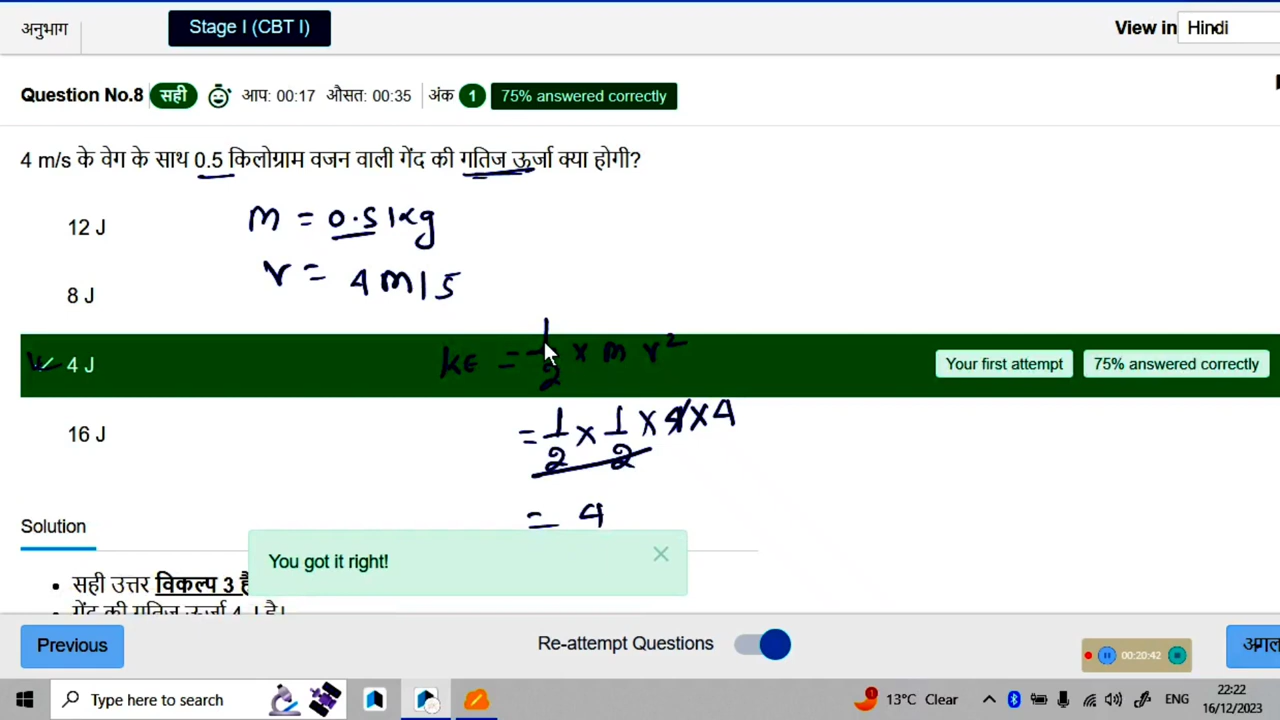 अनुभाग
Stage I (CBT I)
View in Hindi
Question No.8 सही आप: 00:17 औसत: 00:35 अंक 1 75% answered correctly
4 m/s के वेग के साथ 0.5 किलोग्राम वजन वाली गेंद की गतिज ऊर्जा क्या होगी?
m = 0.5 kg
12 J
v = 4 m/s
8 J
4 J
KE = 1/2 × m v²
Your first attempt
75% answered correctly
= 1/2 × 1/2 × 4 × 4
16 J
= 4
Solution
You got it right!
• सही उत्तर विकल्प 3 है
• गेंद की गतिज ऊर्जा 4 J है।
Previous
Re-attempt Questions
00:20:42
Type here to search
1
13°C Clear
ENG
22:22
16/12/2023